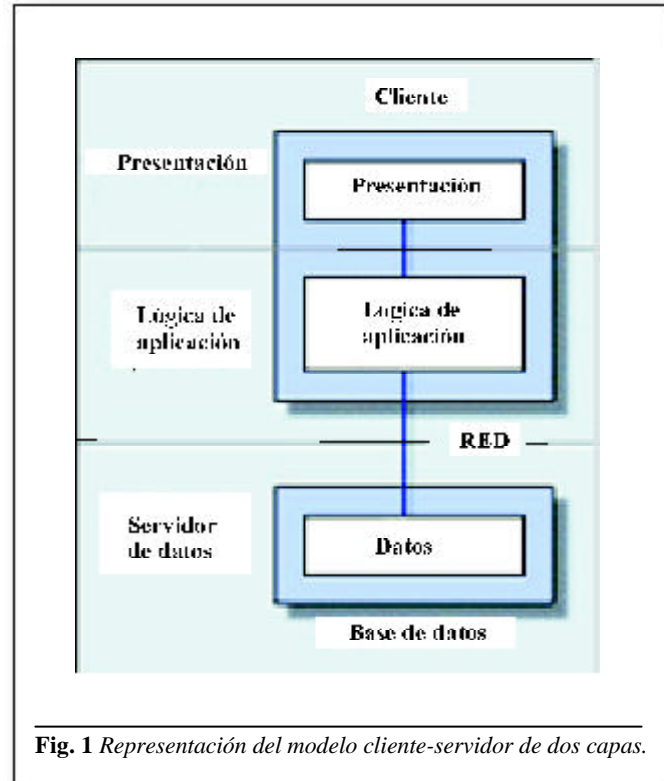 Cliente
Presentación
Presentación
Lógica de
aplicación
Lógica de
aplicación
RED
Servidor
de datos
Datos
Base de datos
Fig. 1 Representación del modelo cliente-servidor de dos capas.